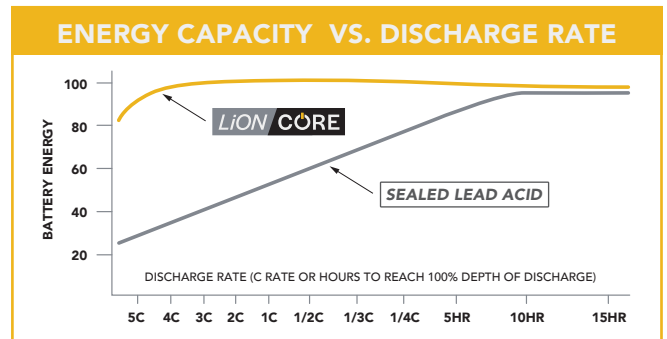 ENERGY CAPACITY VS. DISCHARGE RATE
100
80
60
40
20
BATTERY ENERGY
LiON CORE
SEALED LEAD ACID
DISCHARGE RATE (C RATE OR HOURS TO REACH 100% DEPTH OF DISCHARGE)
5C 4C 3C 2C 1C 1/2C 1/3C 1/4C 5HR 10HR 15HR